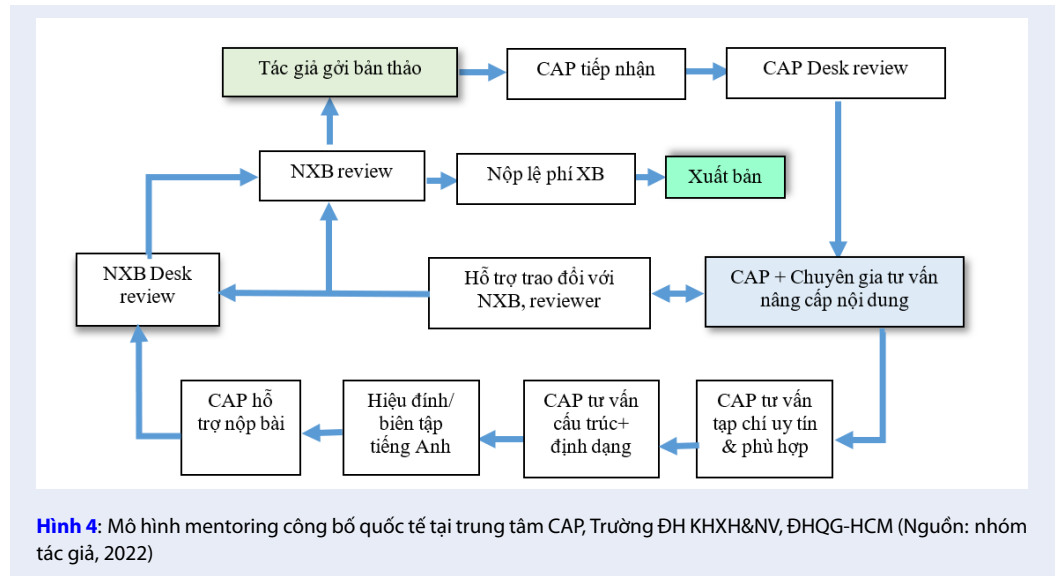 Tác giả gởi bản thảo
CAP tiếp nhận
CAP Desk review
NXB review
Nộp lệ phí XB
Xuất bản
NXB Desk
review
Hỗ trợ trao đổi với
NXB, reviewer
CAP + Chuyên gia tư vấn
nâng cấp nội dung
CAP hỗ
trợ nộp bài
Hiệu đính/
biên tập
tiếng Anh
CAP tư vấn
cấu trúc+
định dạng
CAP tư vấn
tạp chí uy tín
& phù hợp
Hình 4: Mô hình mentoring công bố quốc tế tại trung tâm CAP, Trường ĐH KHXH&NV, ĐHQG-HCM (Nguồn: nhóm
tác giả, 2022)